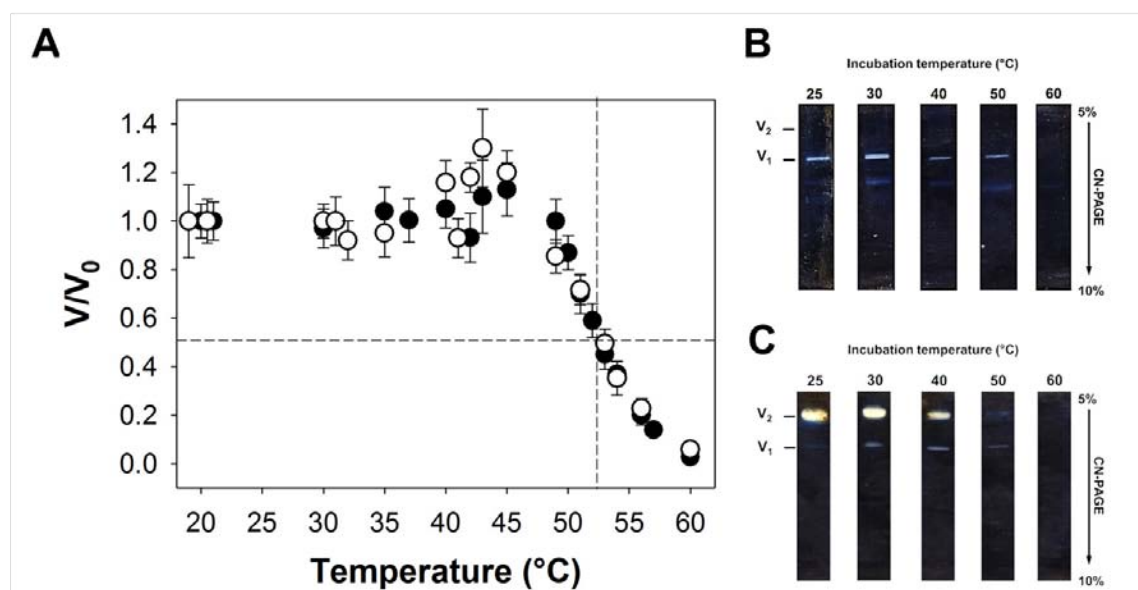 A
V/V0
1.4
1.2
1.0
0.8
0.6
0.4
0.2
0.0
20 25 30 35 40 45 50 55 60
Temperature (°C)
B
Incubation temperature (°C)
25 30 40 50 60
5%
V2
V1
CN-PAGE
10%
C
Incubation temperature (°C)
25 30 40 50 60
5%
V2
V1
CN-PAGE
10%